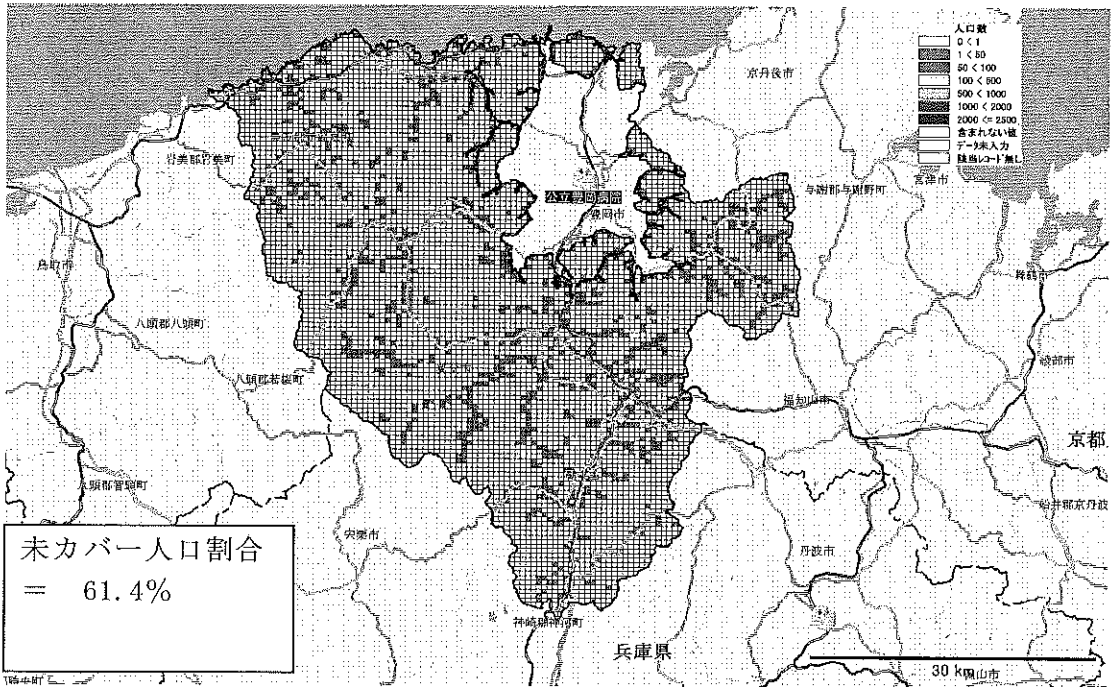 人口数
0 < 1
1 < 50
50 < 100
100 < 500
500 < 1000
1000 < 2000
2000 <= 2500
含まれない値
データ未入力
該当レコード無し
京丹後市
岩美郡岩美町
与謝郡与謝野町
宮津市
公立豊岡病院
豊岡市
鳥取市
舞鶴市
八頭郡八頭町
綾部市
八頭郡若桜町
福知山市
京都
八頭郡智頭町
船井郡京丹波
宍粟市
丹波市
未カバー人口割合
= 61.4%
神崎郡神河町
兵庫県
30 km